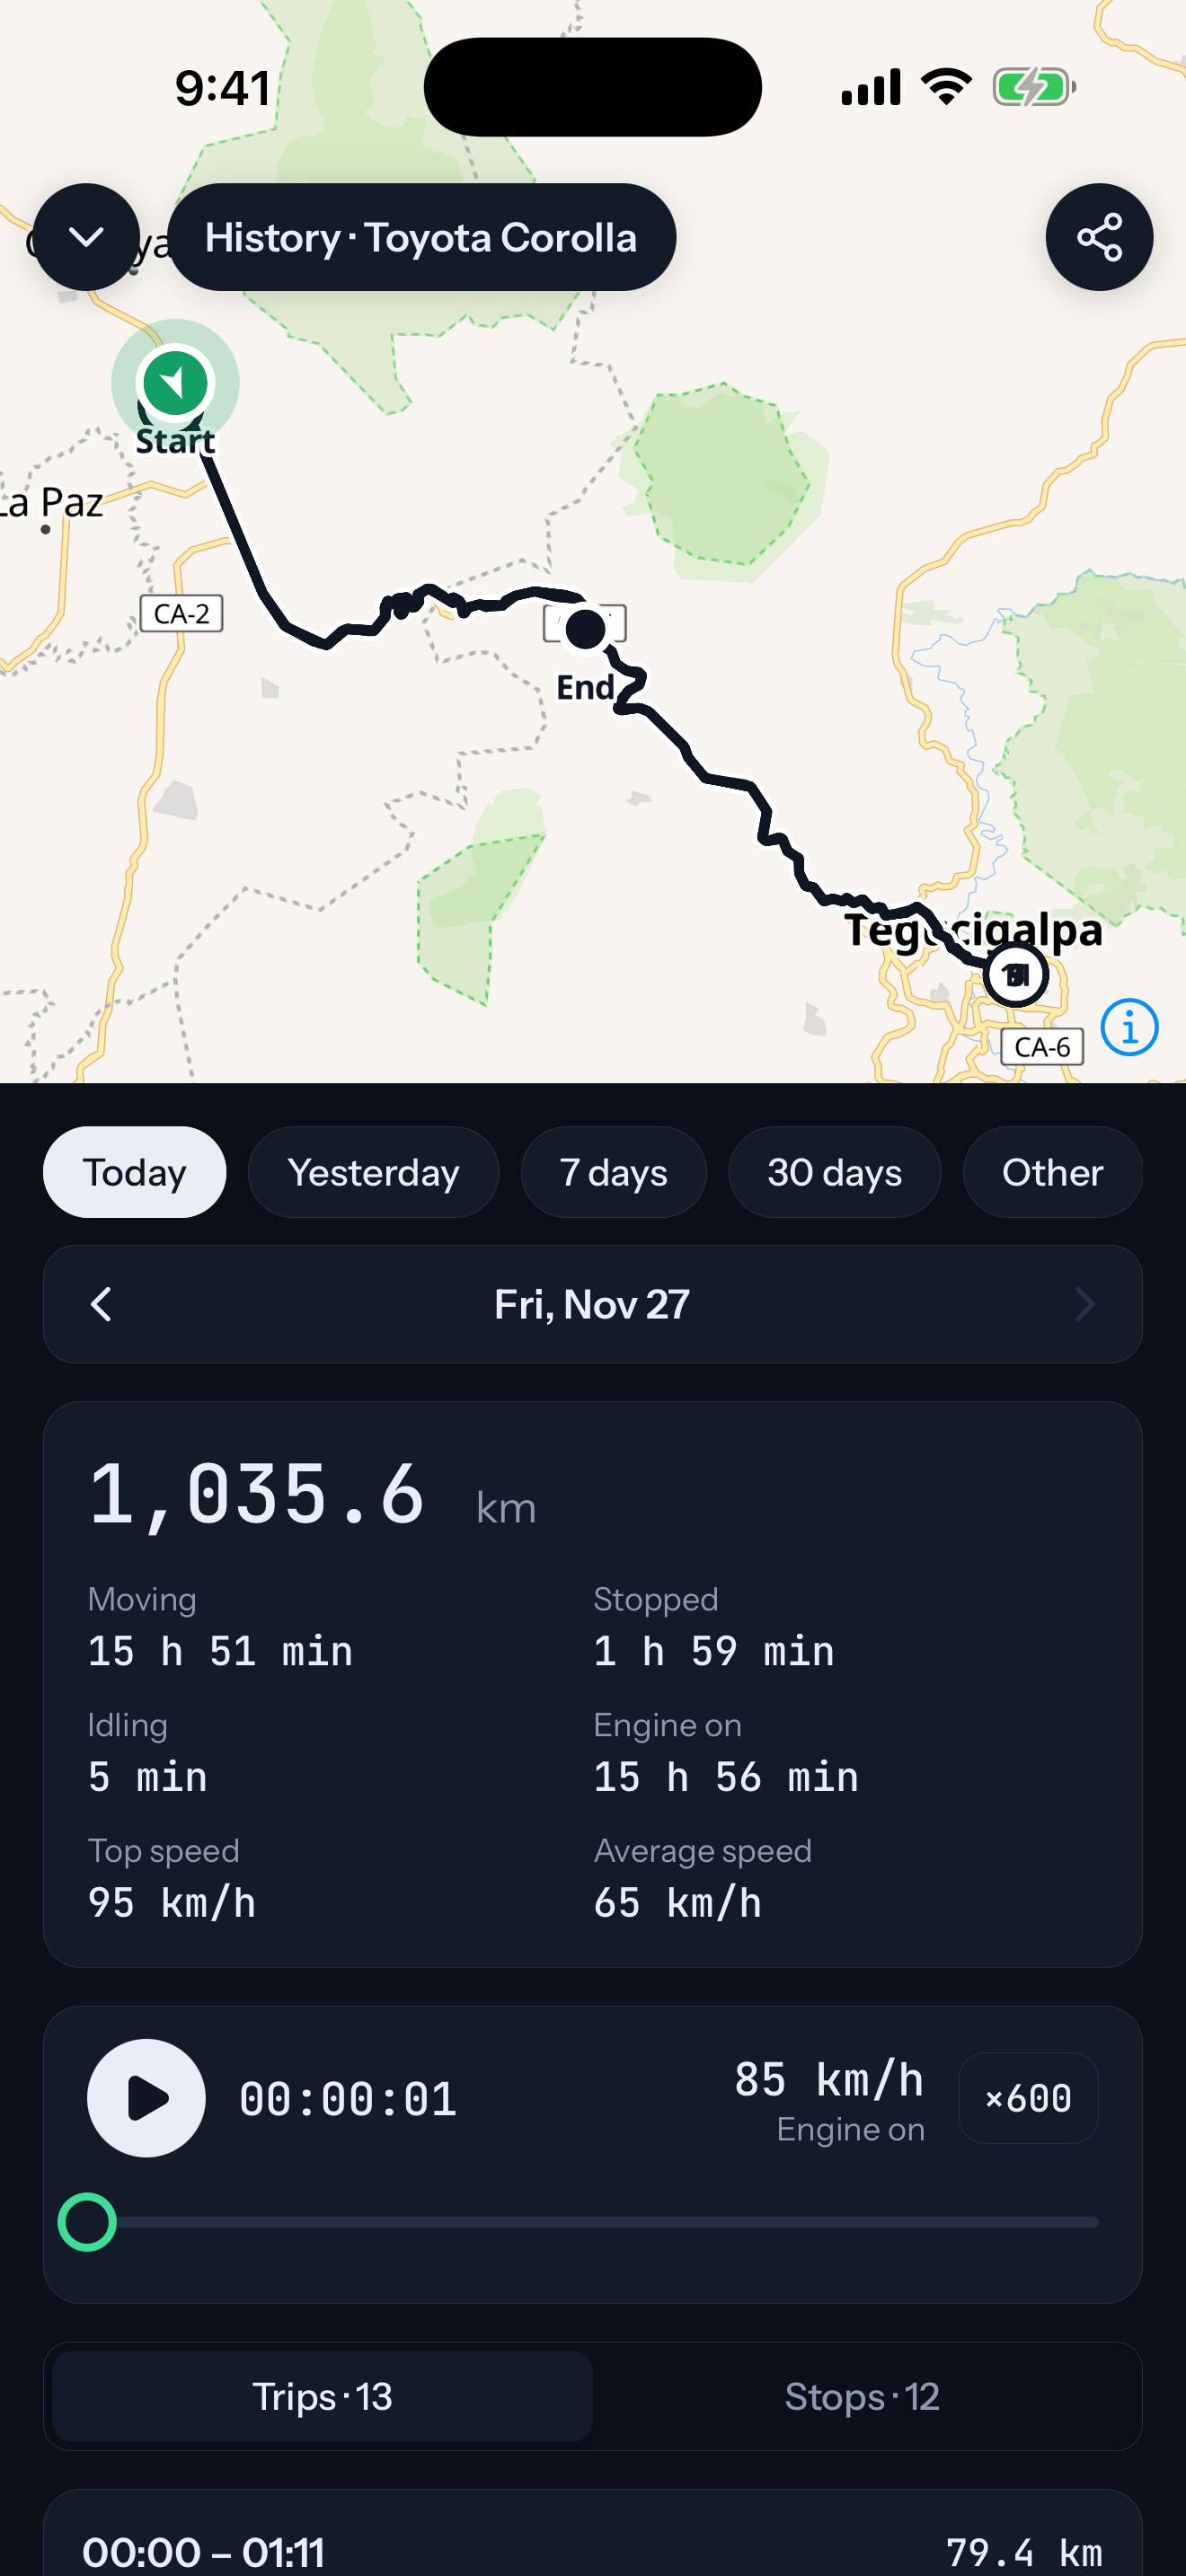 9:41
History · Toyota Corolla
Start
La Paz
CA-2
End
Tegucigalpa
CA-6
Today
Yesterday
7 days
30 days
Other
Fri, Nov 27
1,035.6 km
Moving
Stopped
15 h 51 min
1 h 59 min
Idling
Engine on
5 min
15 h 56 min
Top speed
Average speed
95 km/h
65 km/h
00:00:01
85 km/h
Engine on
×600
Trips · 13
Stops · 12
00:00 – 01:11
79.4 km